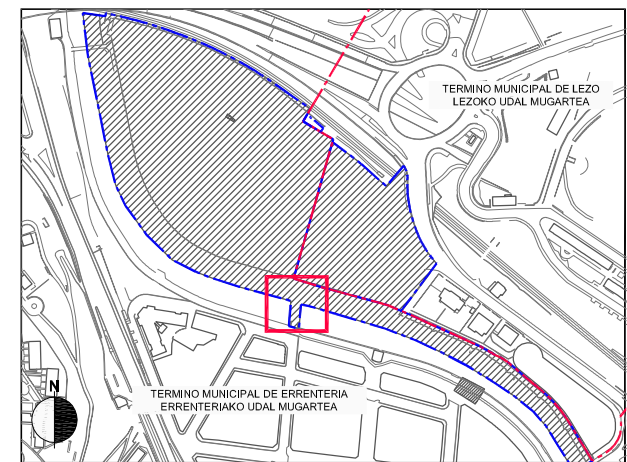 TERMINO MUNICIPAL DE LEZO
LEZOKO UDAL MUGARTEA
N
TERMINO MUNICIPAL DE ERRENTERIA
ERRENTERIAKO UDAL MUGARTEA